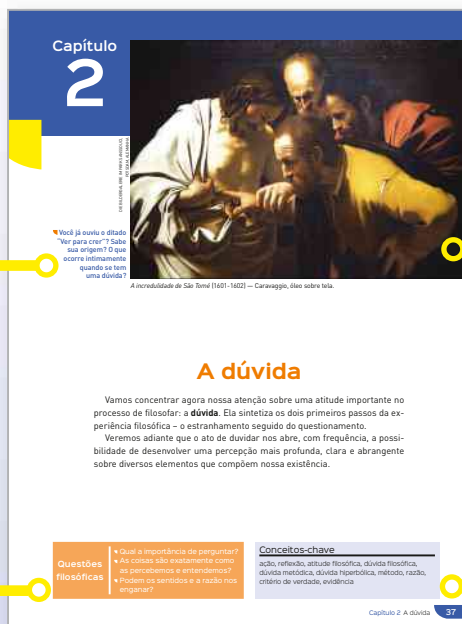 Capítulo
2
Você já ouviu o ditado
"Ver para crer"? Sabe
sua origem? O que
ocorre intimamente
quando se tem
uma dúvida?
A incredulidade de São Tomé (1601-1602) — Caravaggio, óleo sobre tela.
A dúvida
Vamos concentrar agora nossa atenção sobre uma atitude importante no
processo de filosofar: a dúvida. Ela sintetiza os dois primeiros passos da ex-
periência filosófica – o estranhamento seguido do questionamento.
Veremos adiante que o ato de duvidar nos abre, com frequência, a possi-
bilidade de desenvolver uma percepção mais profunda, clara e abrangente
sobre diversos elementos que compõem nossa existência.
Questões
filosóficas
Qual a importância de perguntar?
As coisas são exatamente como
as percebemos e entendemos?
Podem os sentidos e a razão nos
enganar?
Conceitos-chave
ação, reflexão, atitude filosófica, dúvida filosófica,
dúvida metódica, dúvida hiperbólica, método, razão,
critério de verdade, evidência
Capítulo 2 A dúvida 37